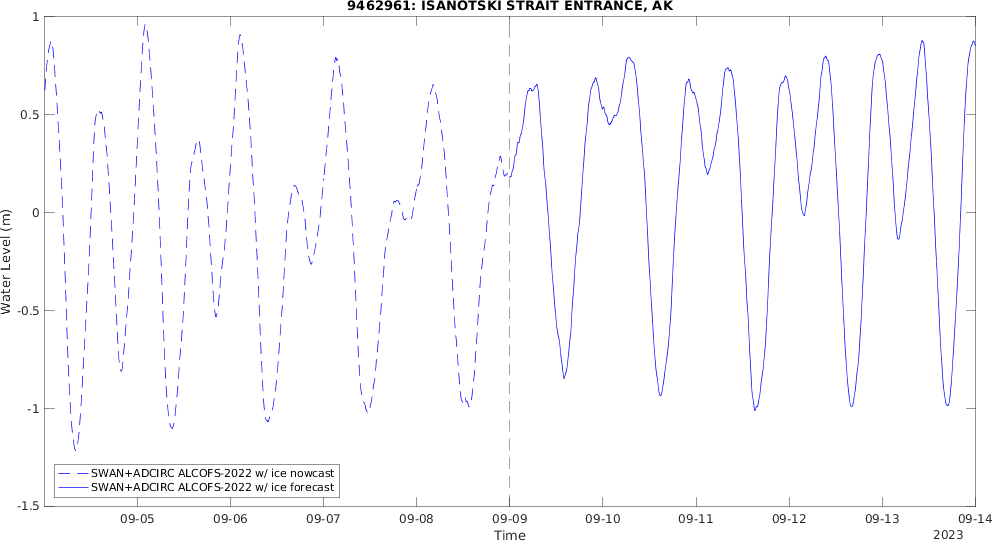 9462961: ISANOTSKI STRAIT ENTRANCE, AK
Water Level (m)
1
0.5
0
-0.5
-1
-1.5
SWAN+ADCIRC ALCOFS-2022 w/ ice nowcast
SWAN+ADCIRC ALCOFS-2022 w/ ice forecast
09-05 09-06 09-07 09-08 09-09 09-10 09-11 09-12 09-13 09-14
Time
2023